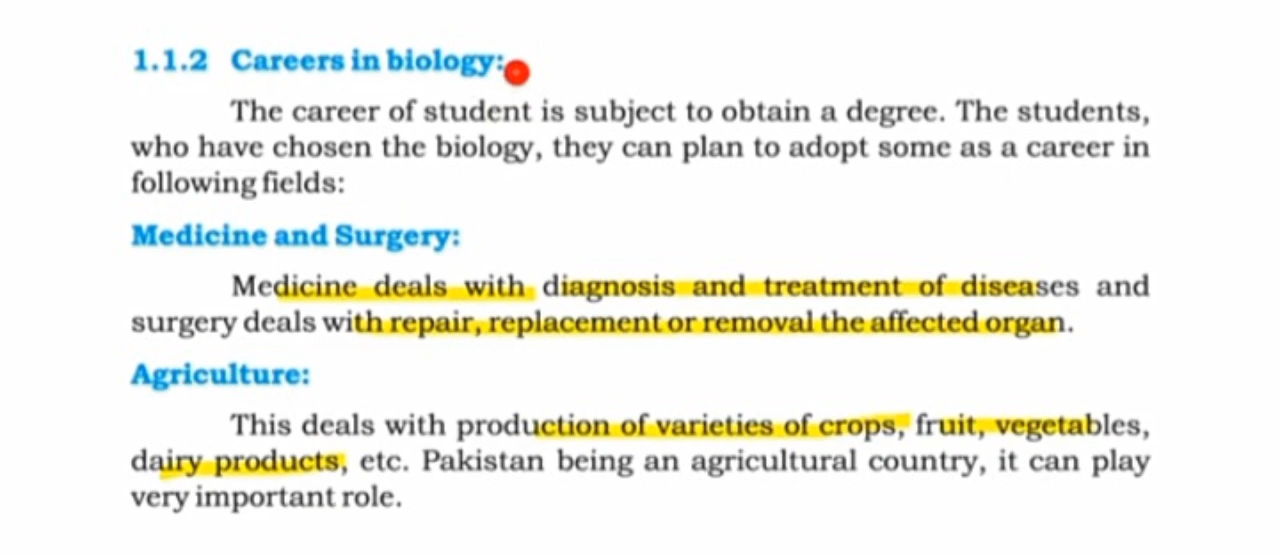 1.1.2 Careers in biology:
The career of student is subject to obtain a degree. The students,
who have chosen the biology, they can plan to adopt some as a career in
following fields:
Medicine and Surgery:
Medicine deals with diagnosis and treatment of diseases and
surgery deals with repair, replacement or removal the affected organ.
Agriculture:
This deals with production of varieties of crops, fruit, vegetables,
dairy products, etc. Pakistan being an agricultural country, it can play
very important role.